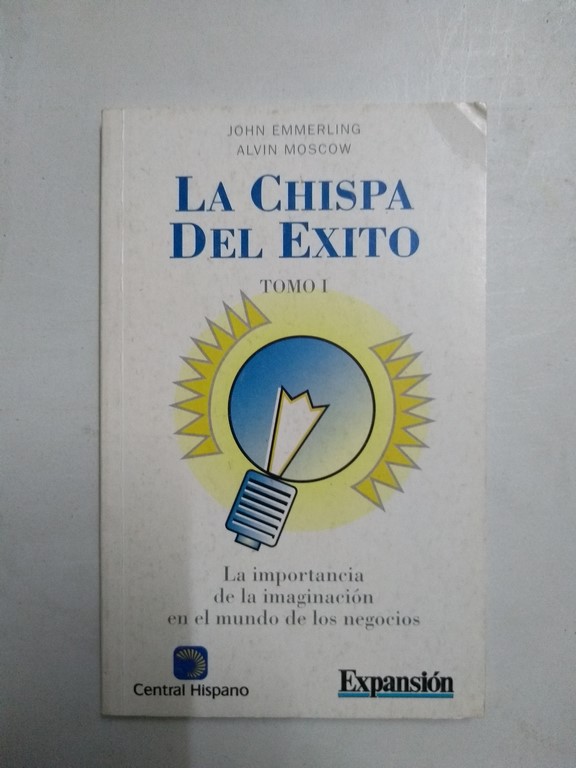 JOHN EMMERLING
ALVIN MOSCOW
LA CHISPA
DEL EXITO
TOMO I
La importancia
de la imaginación
en el mundo de los negocios
Central Hispano
Expansión